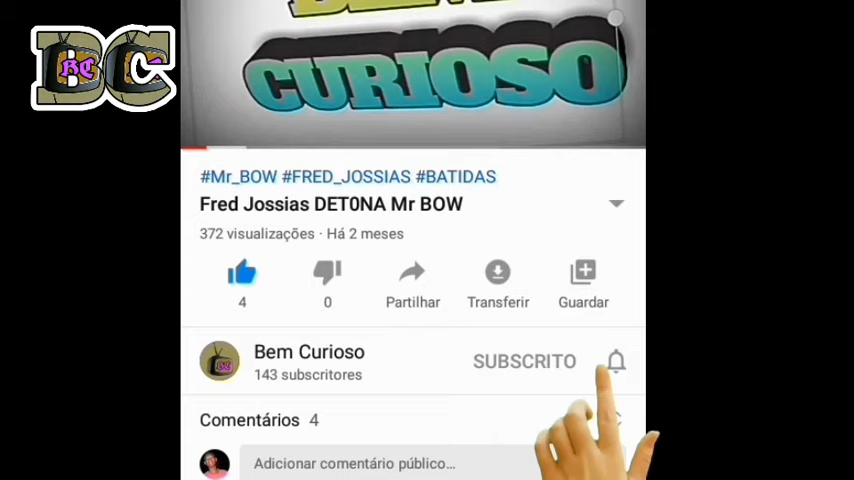 BC
CURIOSO
#Mr_BOW #FRED_JOSSIAS #BATIDAS
Fred Jossias DET0NA Mr BOW
372 visualizações · Há 2 meses
4
0
Partilhar
Transferir
Guardar
Bem Curioso
143 subscritores
SUBSCRITO
Comentários 4
Adicionar comentário público...